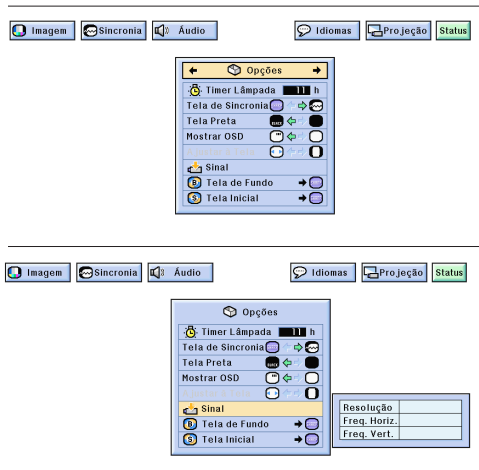 Imagem Sincronia Áudio Idiomas Projeção Status
Opções
Timer Lâmpada 11 h
Tela de Sincronia
Tela Preta
Mostrar OSD
Sinal
B Tela de Fundo
S Tela Inicial
Imagem Sincronia Áudio Idiomas Projeção Status
Opções
Timer Lâmpada 11 h
Tela de Sincronia
Tela Preta
Mostrar OSD
Sinal
B Tela de Fundo
S Tela Inicial
Resolução
Freq. Horiz.
Freq. Vert.